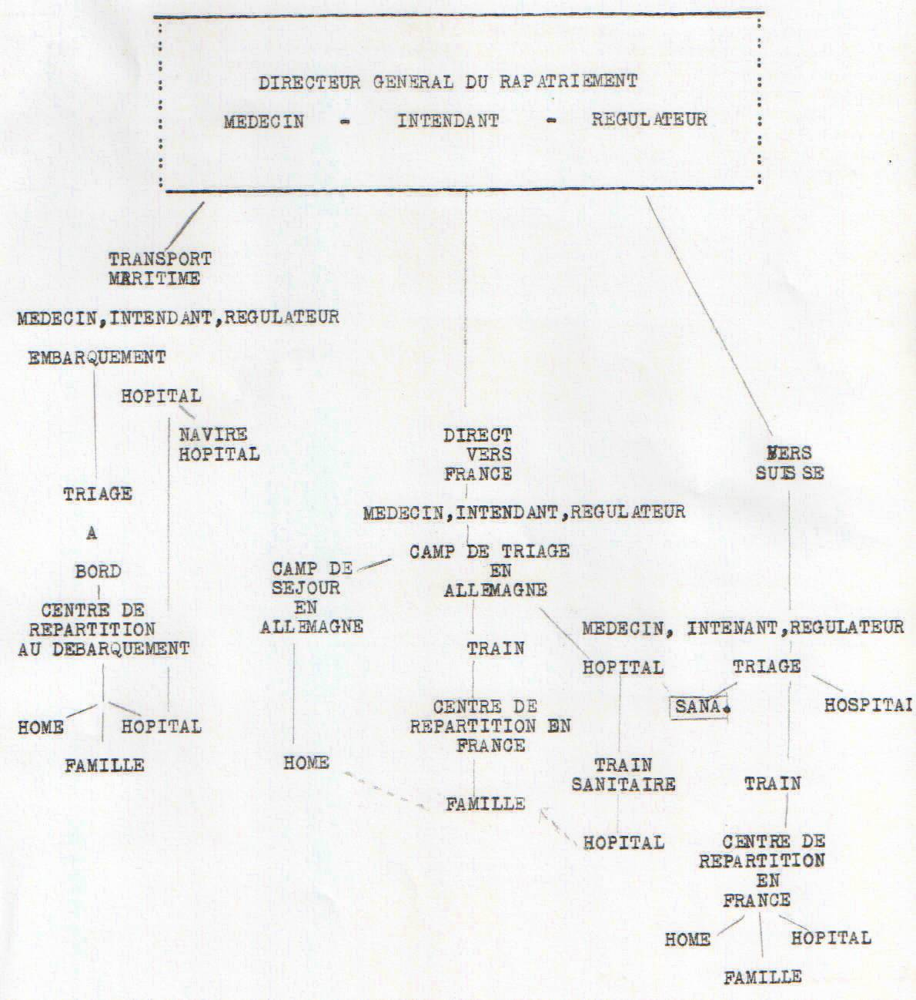 DIRECTEUR GENERAL DU RAPATRIEMENT
MEDECIN - INTENDANT - REGULATEUR
TRANSPORT
MARITIME
MEDECIN,INTENDANT,REGULATEUR
EMBARQUEMENT
HOPITAL
NAVIRE
HOPITAL
TRIAGE
A
BORD
CENTRE DE
REPARTITION
AU DEBARQUEMENT
HOME
HOPITAL
FAMILLE
DIRECT
VERS
FRANCE
MEDECIN,INTENDANT,REGULATEUR
CAMP DE TRIAGE
EN
ALLEMAGNE
CAMP DE
SEJOUR
EN
ALLEMAGNE
HOME
TRAIN
CENTRE DE
REPARTITION EN
FRANCE
FAMILLE
HOPITAL
TRAIN
SANITAIRE
HOPITAL
VERS
SUISSE
MEDECIN, INTENANT,REGULATEUR
TRIAGE
SANA.
HOSPITAI
TRAIN
CENTRE DE
REPARTITION
EN
FRANCE
HOME
HOPITAL
FAMILLE